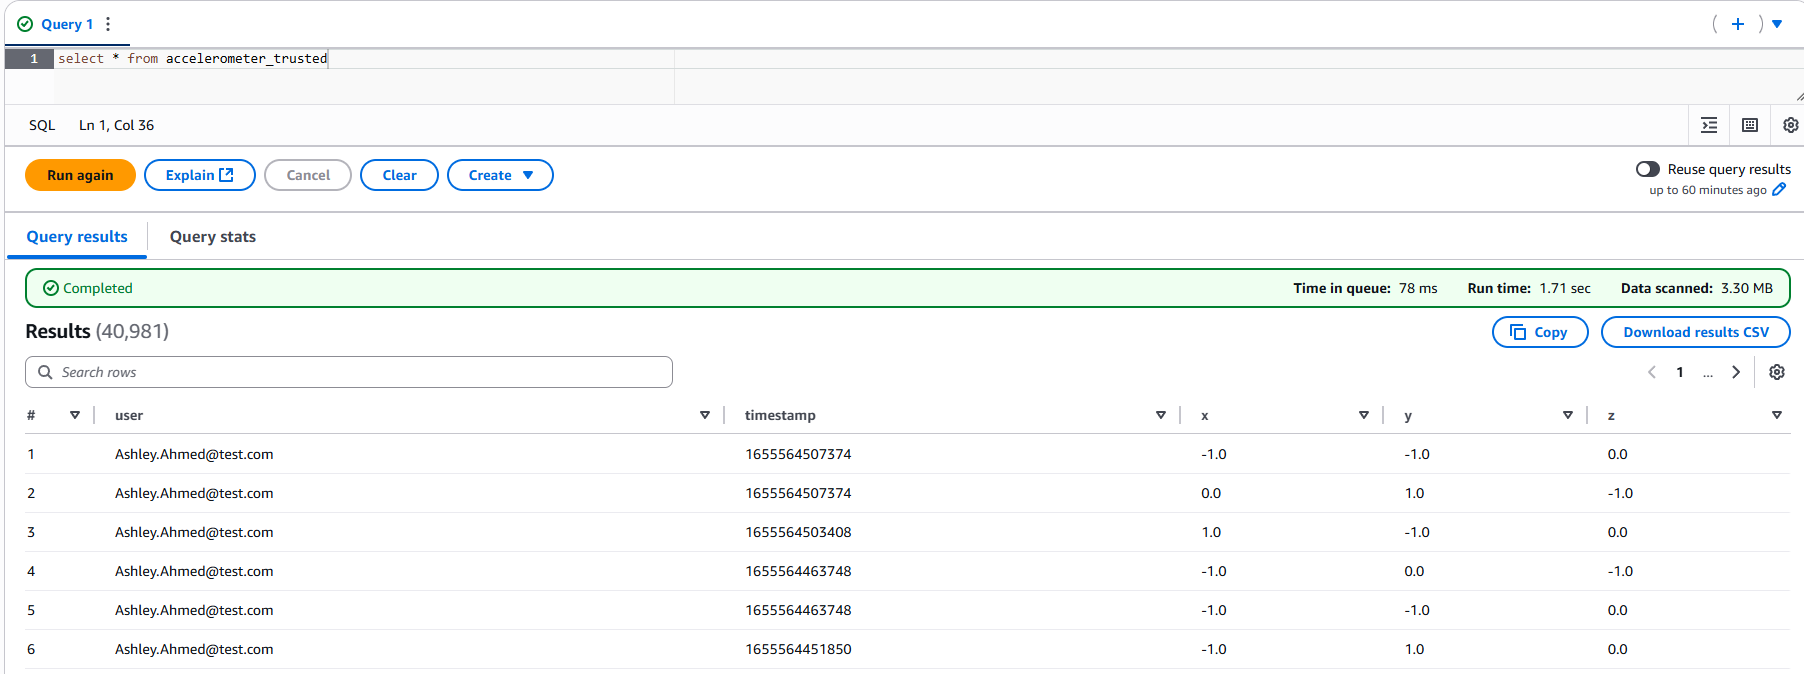 Query 1
1 select * from accelerometer_trusted
SQL Ln 1, Col 36
Run again Explain Cancel Clear Create
Reuse query results
up to 60 minutes ago
Query results Query stats
Completed Time in queue: 78 ms Run time: 1.71 sec Data scanned: 3.30 MB
Results (40,981) Copy Download results CSV
Search rows 1 ...
# user timestamp x y z
1 Ashley.Ahmed@test.com 1655564507374 -1.0 -1.0 0.0
2 Ashley.Ahmed@test.com 1655564507374 0.0 1.0 -1.0
3 Ashley.Ahmed@test.com 1655564503408 1.0 -1.0 0.0
4 Ashley.Ahmed@test.com 1655564463748 -1.0 0.0 -1.0
5 Ashley.Ahmed@test.com 1655564463748 -1.0 -1.0 0.0
6 Ashley.Ahmed@test.com 1655564451850 -1.0 1.0 0.0